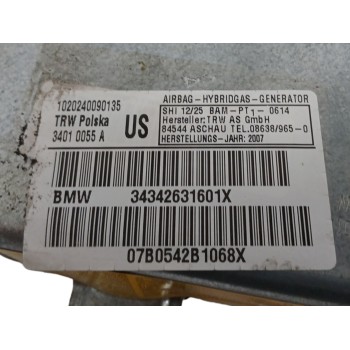 1020240090135
TRW Polska
3401 0055 A
US
AIRBAG-HYBRIDGAS-GENERATOR
SHI 12/25 BAM-PT1-0614
Hersteller:TRW AS GmbH
84544 ASCHAU TEL.08638/965-0
HERSTELLUNGS-JAHR: 2007
BMW 34342631601X
07B0542B1068X